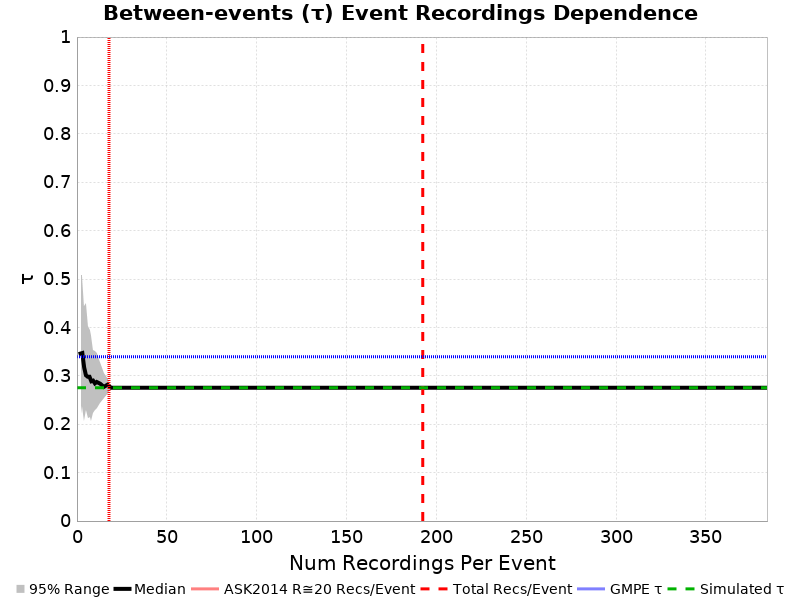 Between-events (τ) Event Recordings Dependence
1
0.9
0.8
0.7
0.6
0.5
0.4
0.3
0.2
0.1
0
τ
0 50 100 150 200 250 300 350
Num Recordings Per Event
95% Range Median ASK2014 R≅20 Recs/Event Total Recs/Event GMPE τ Simulated τ